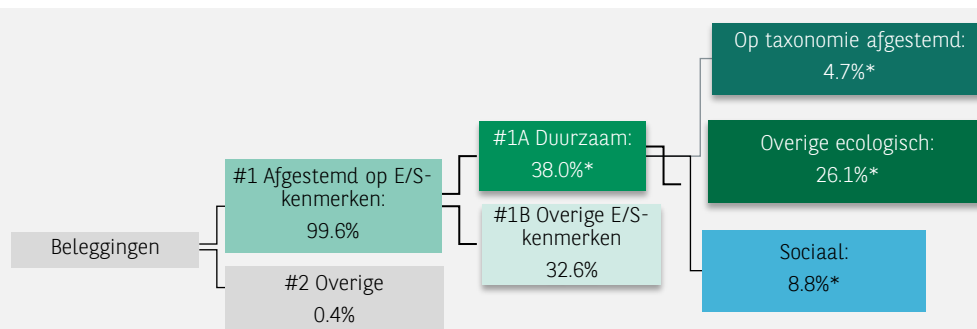 Beleggingen
#1 Afgestemd op E/S-
kenmerken:
99.6%
#2 Overige
0.4%
#1A Duurzaam:
38.0%*
#1B Overige E/S-
kenmerken
32.6%
Op taxonomie afgestemd:
4.7%*
Overige ecologisch:
26.1%*
Sociaal:
8.8%*